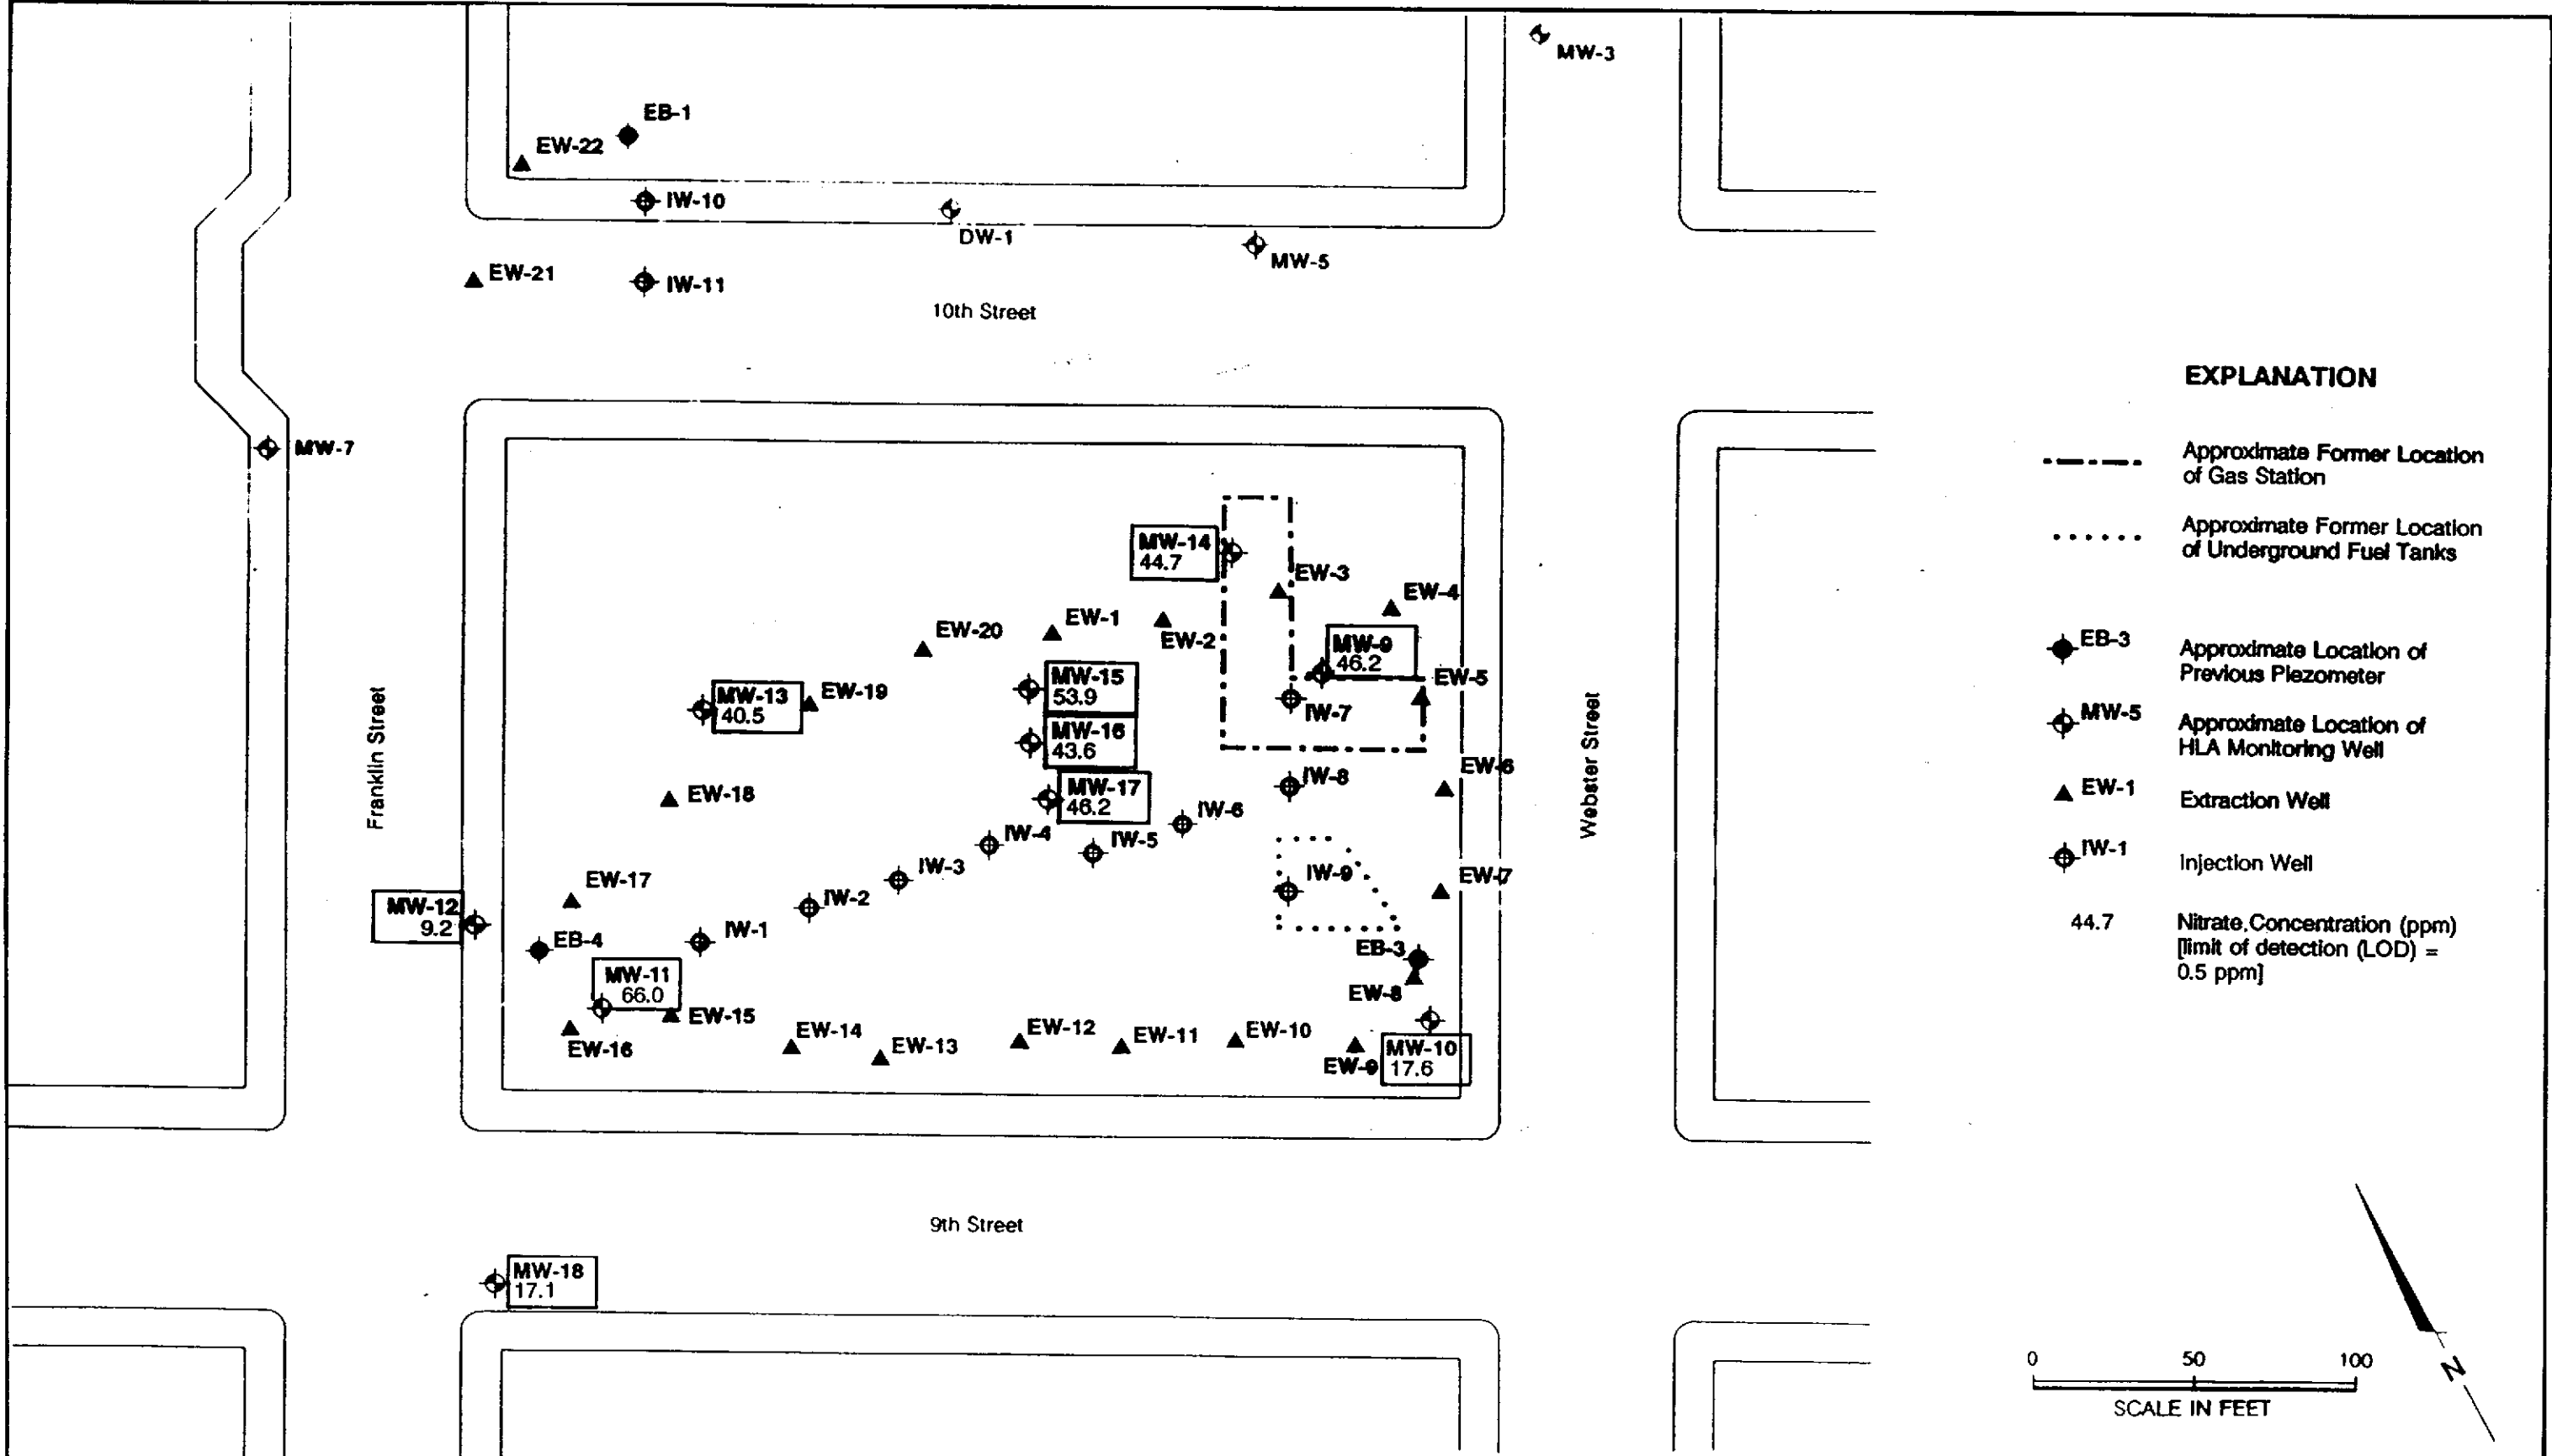 MW-3
EB-1
EW-22
IW-10
DW-1
MW-5
EW-21
IW-11
10th Street
MW-7
MW-14
44.7
EW-3
EW-4
EW-1
EW-20
EW-2
MW-9
46.2
MW-15
53.9
EW-5
MW-13
40.5
EW-19
IW-7
MW-16
43.6
EW-6
IW-8
MW-17
46.2
EW-18
IW-6
IW-4
IW-5
IW-3
IW-9
EW-7
EW-17
IW-2
MW-12
9.2
IW-1
EB-4
EB-3
MW-11
66.0
EW-8
EW-15
EW-16
EW-14
EW-13
EW-12
EW-11
EW-10
EW-9
MW-10
17.6
Franklin Street
Webster Street
9th Street
MW-18
17.1
EXPLANATION
Approximate Former Location
of Gas Station
Approximate Former Location
of Underground Fuel Tanks
EB-3
Approximate Location of
Previous Piezometer
MW-5
Approximate Location of
HLA Monitoring Well
EW-1
Extraction Well
IW-1
Injection Well
44.7
Nitrate Concentration (ppm)
[limit of detection (LOD) =
0.5 ppm]
0 50 100
SCALE IN FEET
N